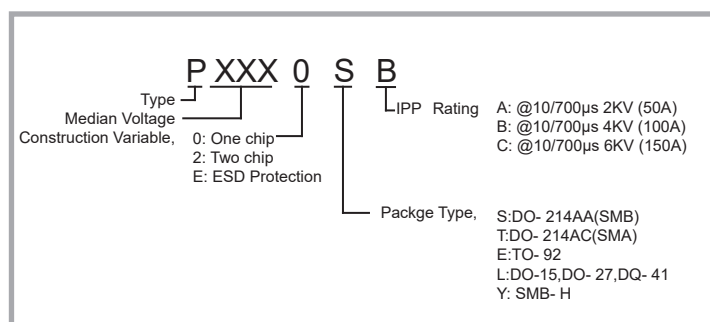 P XXX 0 S B
Type
Median Voltage
Construction Variable,
0: One chip
2: Two chip
E: ESD Protection
IPP Rating
A: @10/700µs 2KV (50A)
B: @10/700µs 4KV (100A)
C: @10/700µs 6KV (150A)
Packge Type,
S:DO- 214AA(SMB)
T:DO- 214AC(SMA)
E:TO- 92
L:DO-15,DO- 27,DQ- 41
Y: SMB- H